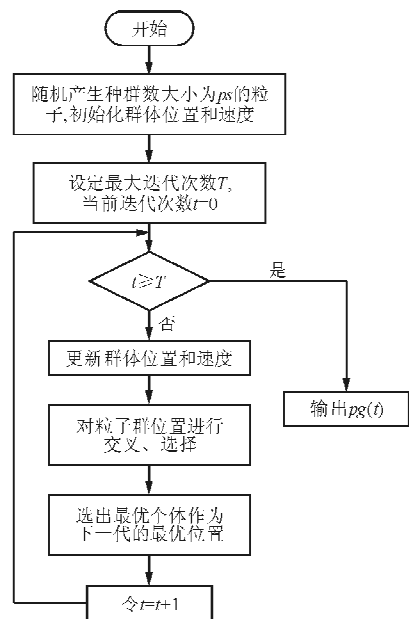 开始
随机产生种群数大小为ps的粒
子,初始化群体位置和速度
设定最大迭代次数T,
当前迭代次数t=0
t≥T
是
否
更新群体位置和速度
输出pg(t)
对粒子群位置进行
交叉、选择
选出最优个体作为
下一代的最优位置
令t=t+1